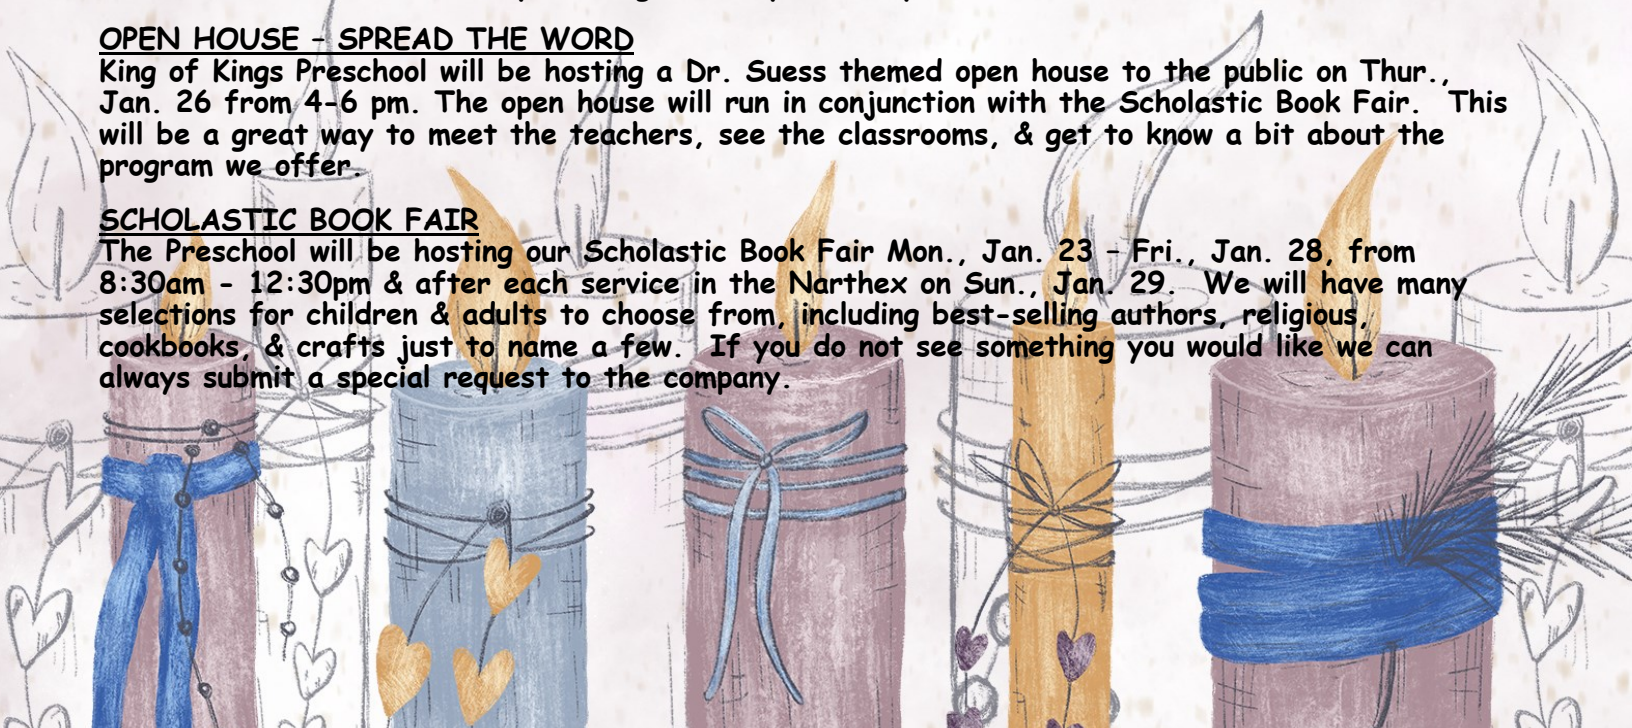 OPEN HOUSE - SPREAD THE WORD
King of Kings Preschool will be hosting a Dr. Suess themed open house to the public on Thur.,
Jan. 26 from 4-6 pm. The open house will run in conjunction with the Scholastic Book Fair.  This
will be a great way to meet the teachers, see the classrooms, & get to know a bit about the
program we offer.
SCHOLASTIC BOOK FAIR
The Preschool will be hosting our Scholastic Book Fair Mon., Jan. 23 – Fri., Jan. 28, from
8:30am - 12:30pm & after each service in the Narthex on Sun., Jan. 29.  We will have many
selections for children & adults to choose from, including best-selling authors, religious,
cookbooks, & crafts just to name a few.  If you do not see something you would like we can
always submit a special request to the company.